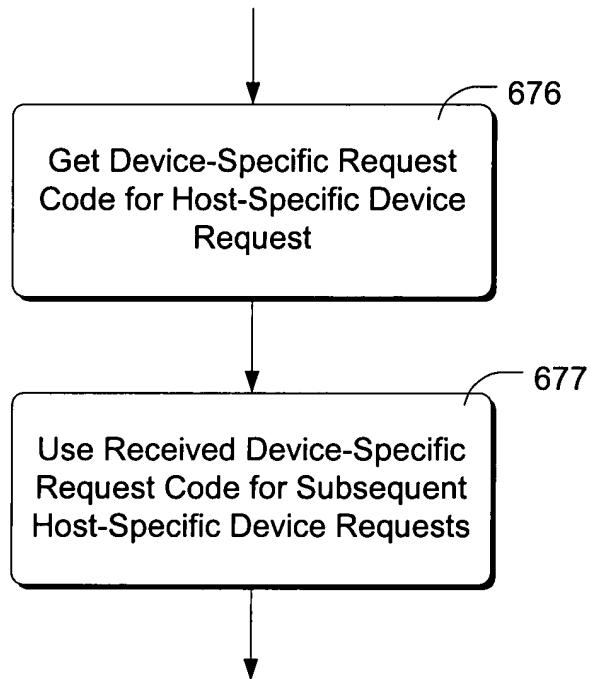 676
Get Device-Specific Request
Code for Host-Specific Device
Request
677
Use Received Device-Specific
Request Code for Subsequent
Host-Specific Device Requests